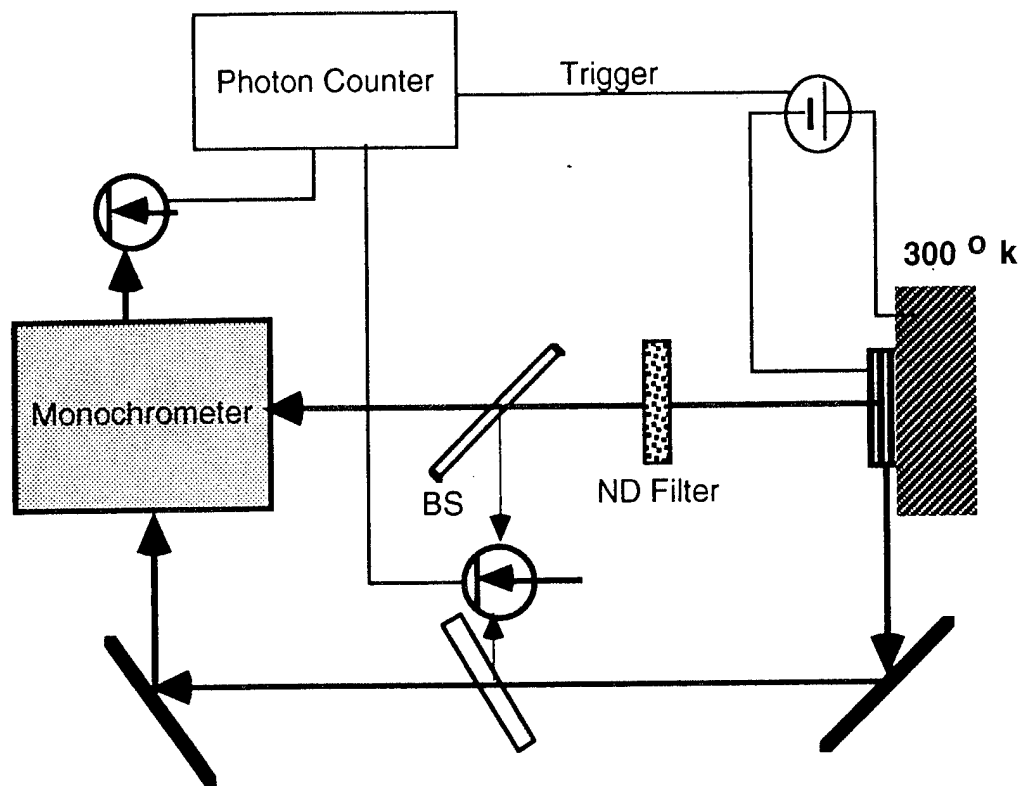 Photon Counter
Trigger
300 º k
Monochrometer
BS
ND Filter